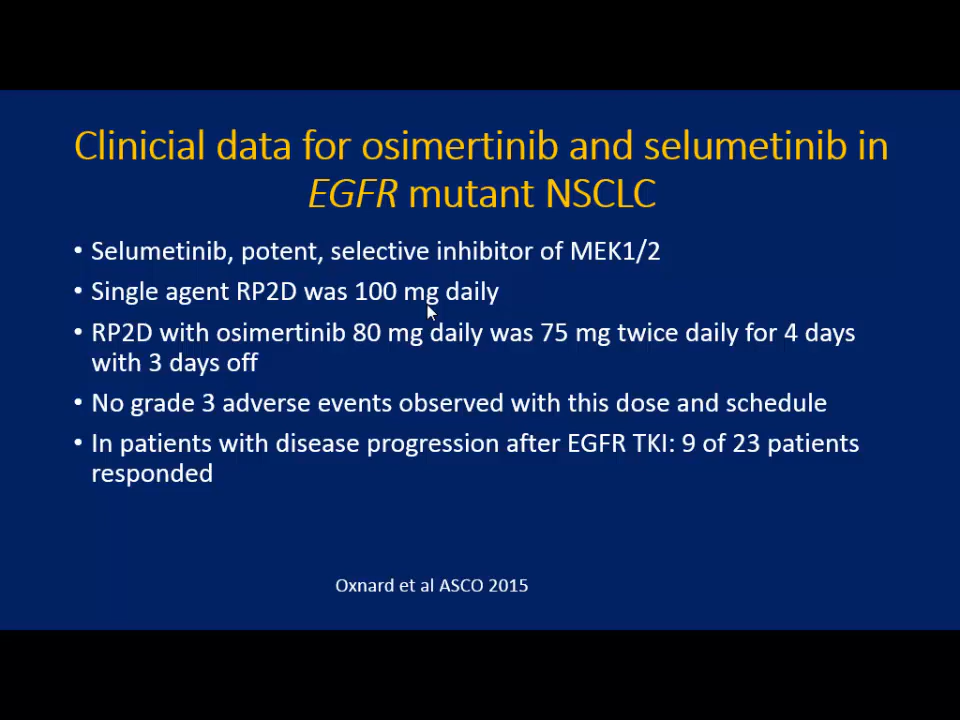 Clinicial data for osimertinib and selumetinib in
EGFR mutant NSCLC
• Selumetinib, potent, selective inhibitor of MEK1/2
• Single agent RP2D was 100 mg daily
• RP2D with osimertinib 80 mg daily was 75 mg twice daily for 4 days
with 3 days off
• No grade 3 adverse events observed with this dose and schedule
• In patients with disease progression after EGFR TKI: 9 of 23 patients
responded
Oxnard et al ASCO 2015